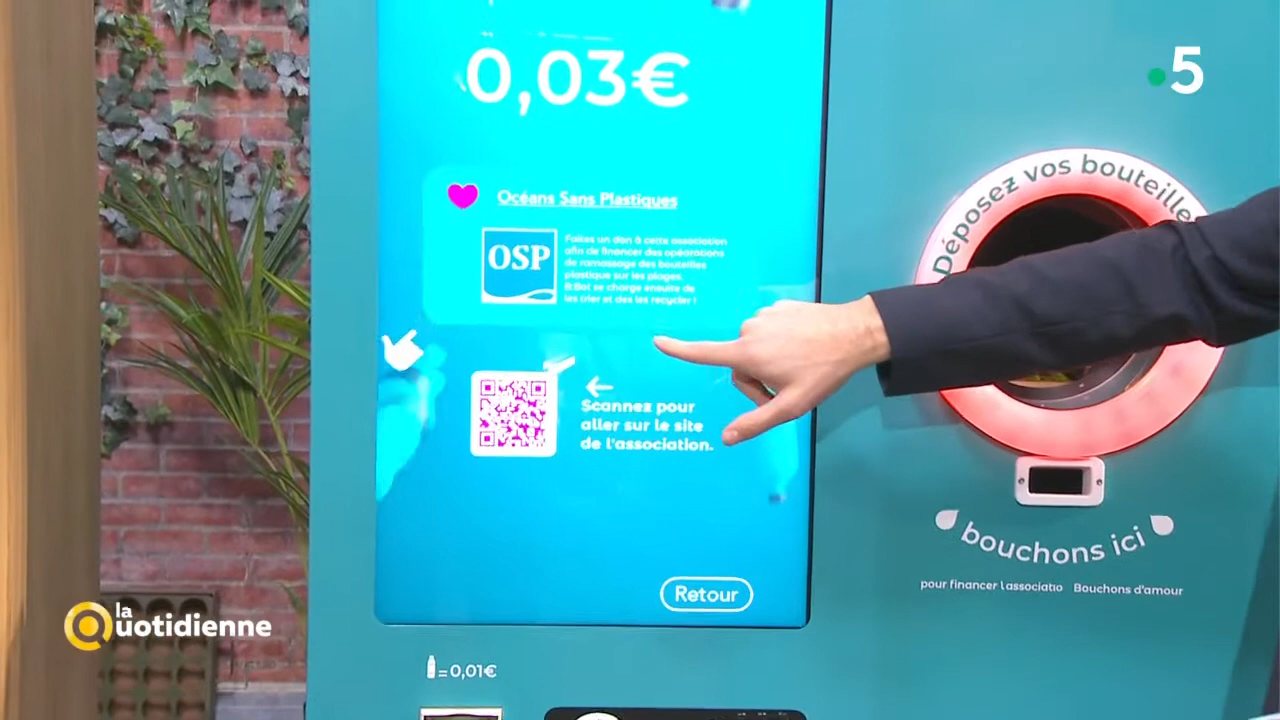 0,03€
5
Déposez vos bouteille
Océans Sans Plastiques
OSP
Faites un don à cette association
afin de financer des opérations
de ramassage des bouteilles
plastique sur les plages.
B:Bot se charge ensuite de
les trier et des les recycler !
Scannez pour
aller sur le site
de l'association.
bouchons ici
pour financer l associatio Bouchons d'amour
Retour
la
Quotidienne
=0,01€